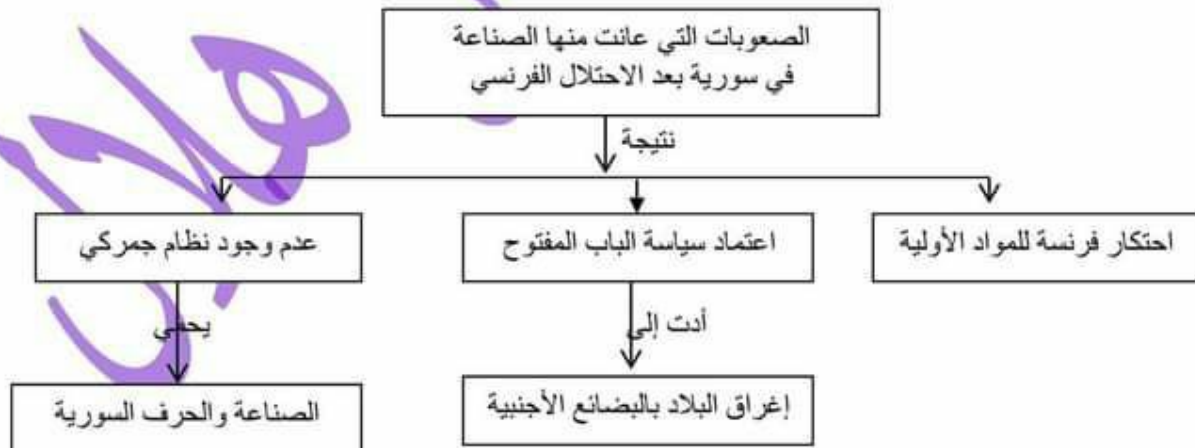 الصعوبات التي عانت منها الصناعة
في سورية بعد الاحتلال الفرنسي
نتيجة
احتكار فرنسة للمواد الأولية
اعتماد سياسة الباب المفتوح
عدم وجود نظام جمركي
أدت إلى
يحمي
إغراق البلاد بالبضائع الأجنبية
الصناعة والحرف السورية